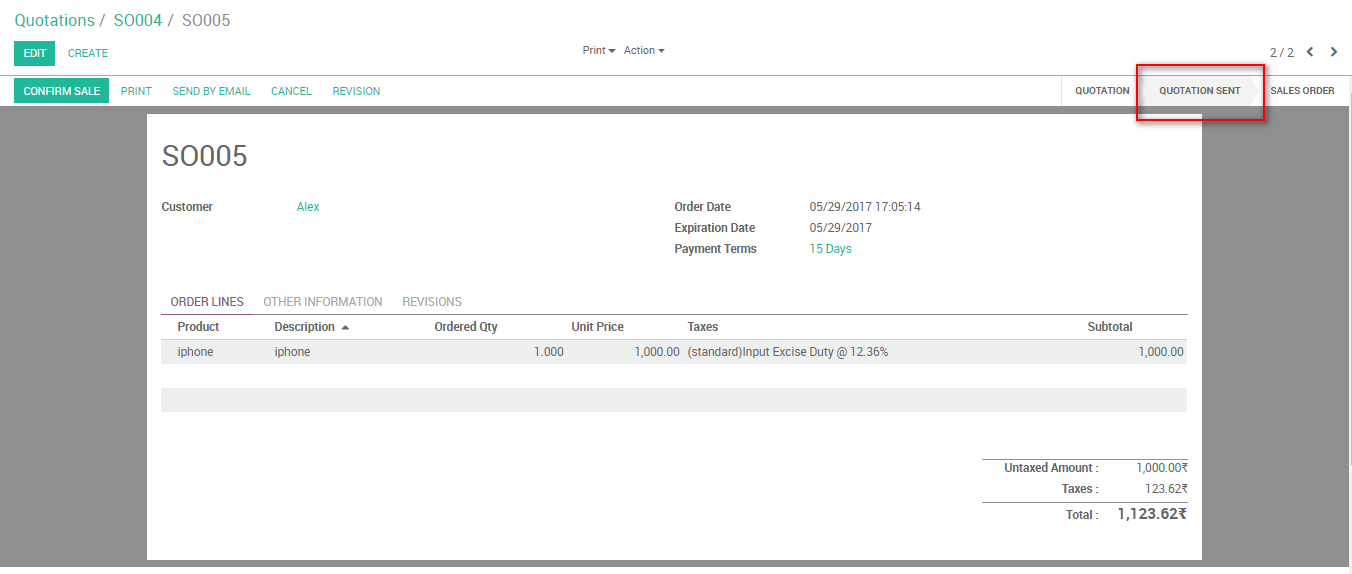 Quotations / SO004 / SO005
EDIT CREATE Print Action 2 / 2
CONFIRM SALE PRINT SEND BY EMAIL CANCEL REVISION QUOTATION QUOTATION SENT SALES ORDER
SO005
Customer Alex Order Date 05/29/2017 17:05:14
Expiration Date 05/29/2017
Payment Terms 15 Days
ORDER LINES OTHER INFORMATION REVISIONS
Product Description Ordered Qty Unit Price Taxes Subtotal
iphone iphone 1.000 1,000.00 (standard)Input Excise Duty @ 12.36% 1,000.00
Untaxed Amount : 1,000.00₹
Taxes : 123.62₹
Total : 1,123.62₹